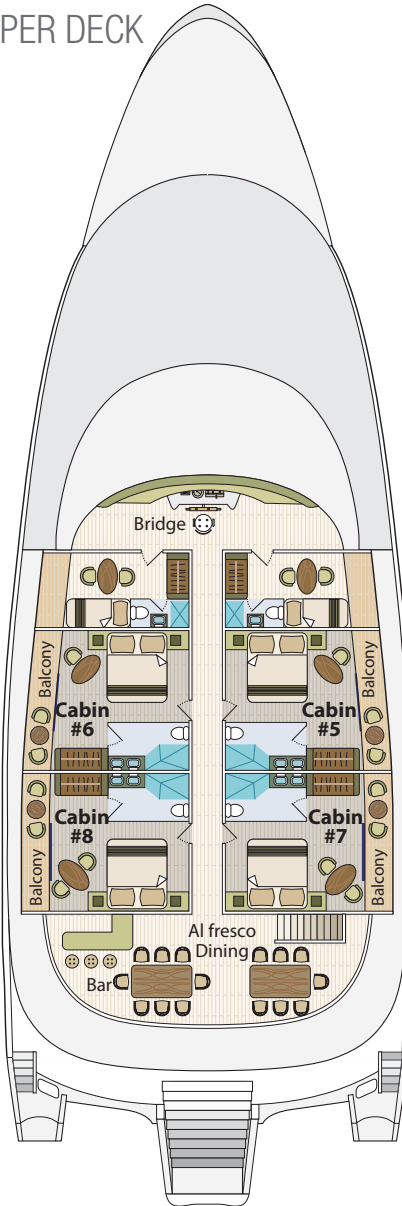 PER DECK
Bridge
Balcony
Balcony
Cabin
#6
Cabin
#5
Cabin
#8
Cabin
#7
Balcony
Balcony
Al fresco
Dining
Bar